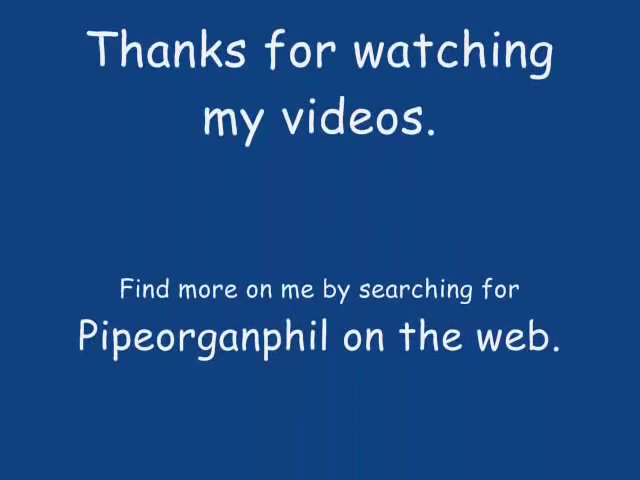 Thanks for watching
my videos.
Find more on me by searching for
Pipeorganphil on the web.